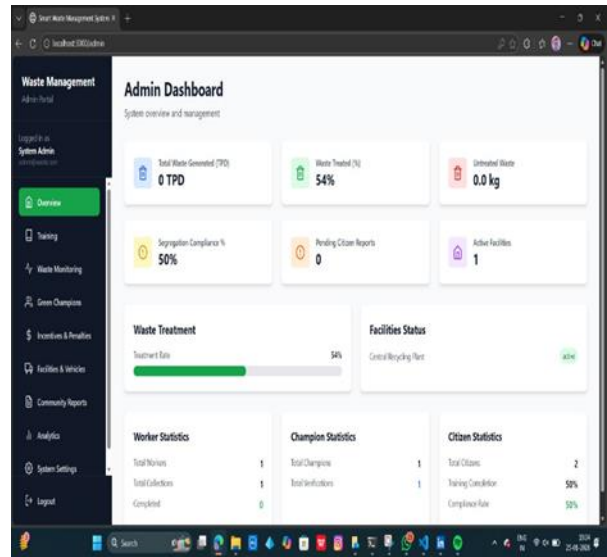 Smart Waste Management System
localhost:5000/admin
Chat
Waste Management
Admin Portal
Logged in as
System Admin
Overview
Training
Waste Monitoring
Green Champions
Incentives & Penalties
Facilities & Vehicles
Community Reports
Analytics
System Settings
Logout
Admin Dashboard
System overview and management
Total Waste Generated (TPD)
0 TPD
Waste Treated (%)
54%
Untreated Waste
0.0 kg
Segregation Compliance %
50%
Pending Citizen Reports
0
Active Facilities
1
Waste Treatment
Treatment Rate 54%
Facilities Status
Central Recycling Plant Active
Worker Statistics
Total Workers 1
Total Collections 1
Completed 0
Champion Statistics
Total Champions 1
Total Verifications 1
Citizen Statistics
Total Citizens 2
Training Completion 50%
Compliance Rate 50%
Search
ENG
IN